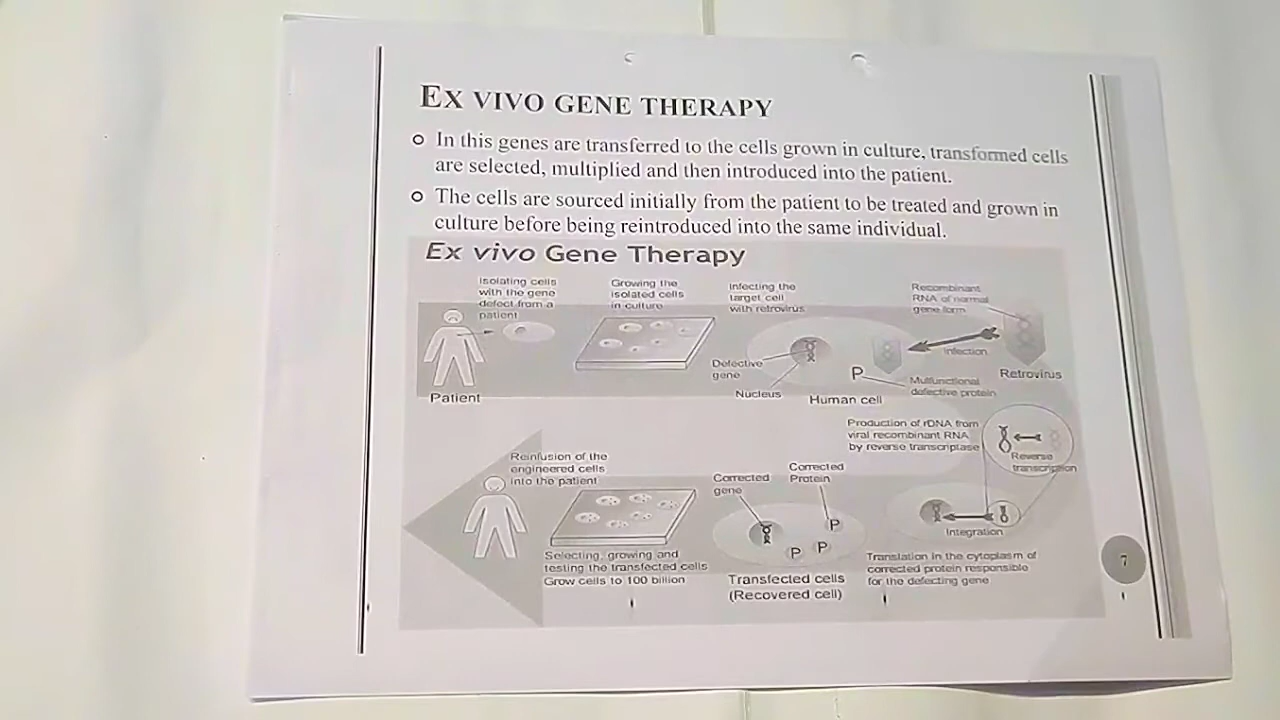 EX VIVO GENE THERAPY
In this genes are transferred to the cells grown in culture, transformed cells
are selected, multiplied and then introduced into the patient.
The cells are sourced initially from the patient to be treated and grown in
culture before being reintroduced into the same individual.
Ex vivo Gene Therapy
Isolating cells
with the gene
defect from a
patient
Growing the
isolated cells
in culture
Infecting the
target cell
with retrovirus
Recombinant
RNA of normal
gene form
Infection
Retrovirus
Defective
gene
Nucleus
P
Human cell
Mulfunctional
defective protein
Patient
Production of rDNA from
viral recombinant RNA
by reverse transcriptase
Reverse
transcription
Reinfusion of the
engineered cells
into the patient
Selecting, growing and
testing the transfected cells
Grow cells to 100 billion
Corrected
gene
Corrected
Protein
P
P
P
Transfected cells
(Recovered cell)
Integration
Translation in the cytoplasm of
corrected protein responsible
for the defecting gene
7